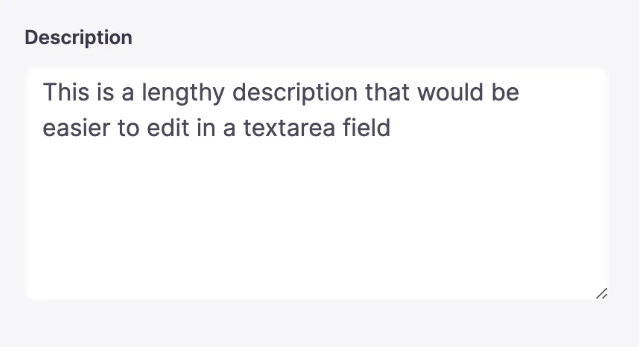 Description
This is a lengthy description that would be
easier to edit in a textarea field